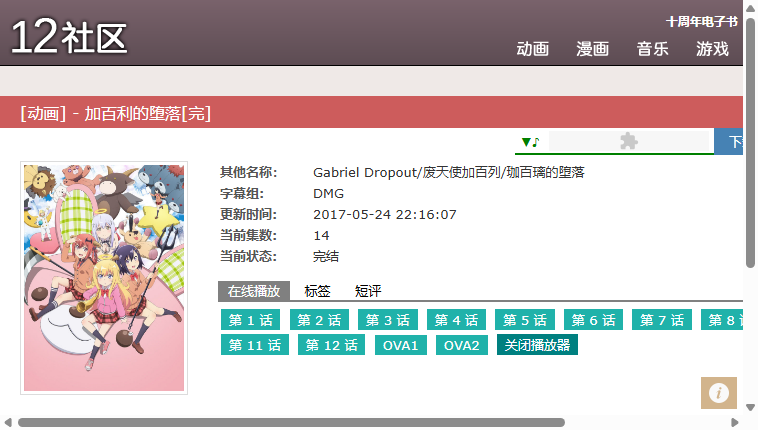 十周年电子书
12社区
动画 漫画 音乐 游戏
[动画] - 加百利的堕落[完]
▼♪ 下
其他名称: Gabriel Dropout/废天使加百列/珈百璃的堕落
字幕组: DMG
更新时间: 2017-05-24 22:16:07
当前集数: 14
当前状态: 完结
在线播放 标签 短评
第 1 话 第 2 话 第 3 话 第 4 话 第 5 话 第 6 话 第 7 话 第 8
第 11 话 第 12 话 OVA1 OVA2 关闭播放器